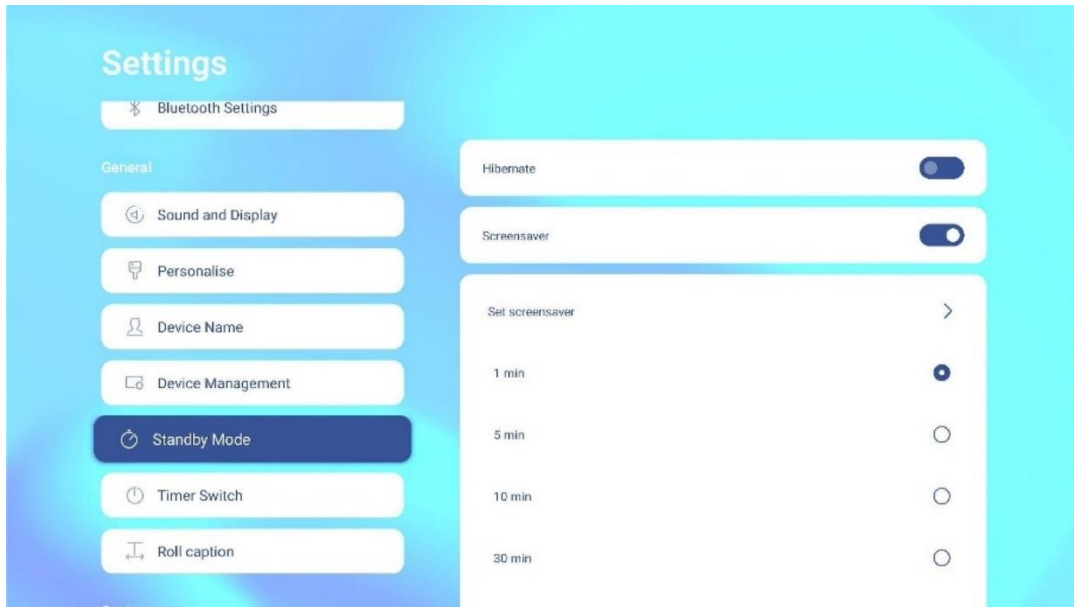 Settings
Bluetooth Settings
General
Sound and Display
Personalise
Device Name
Device Management
Standby Mode
Timer Switch
Roll caption
Hibernate
Screensaver
Set screensaver
1 min
5 min
10 min
30 min